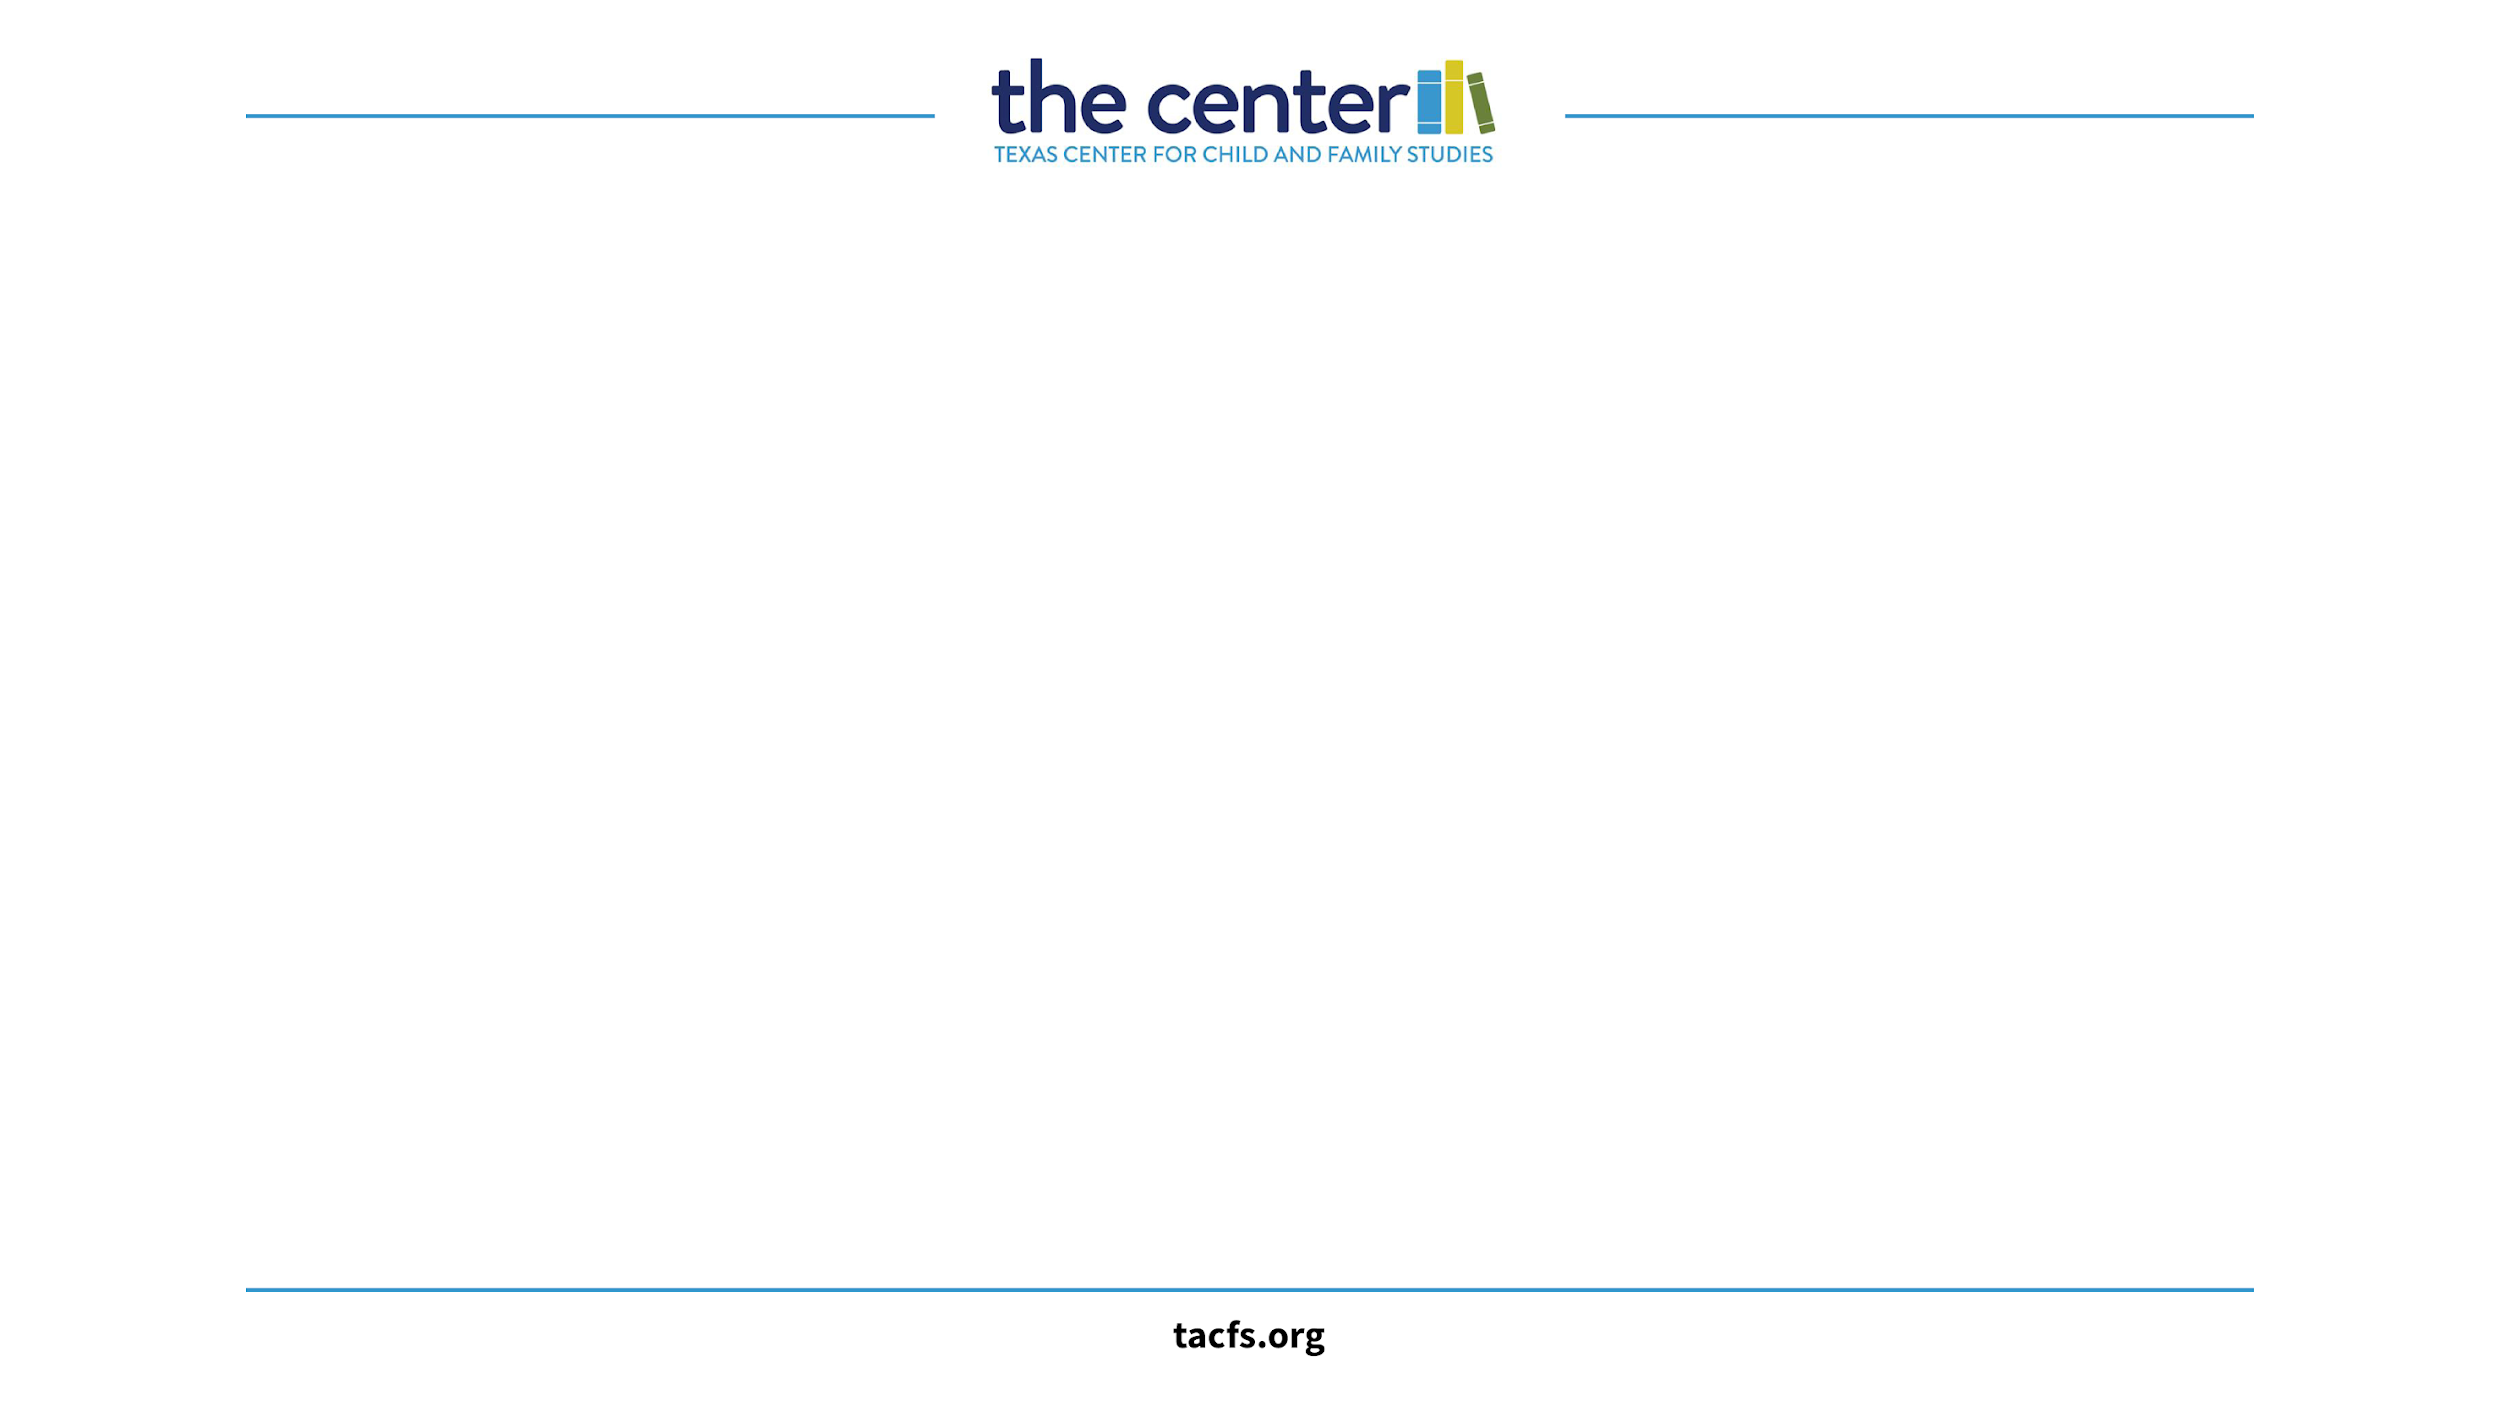 the center
TEXAS CENTER FOR CHILD AND FAMILY STUDIES
tacfs.org